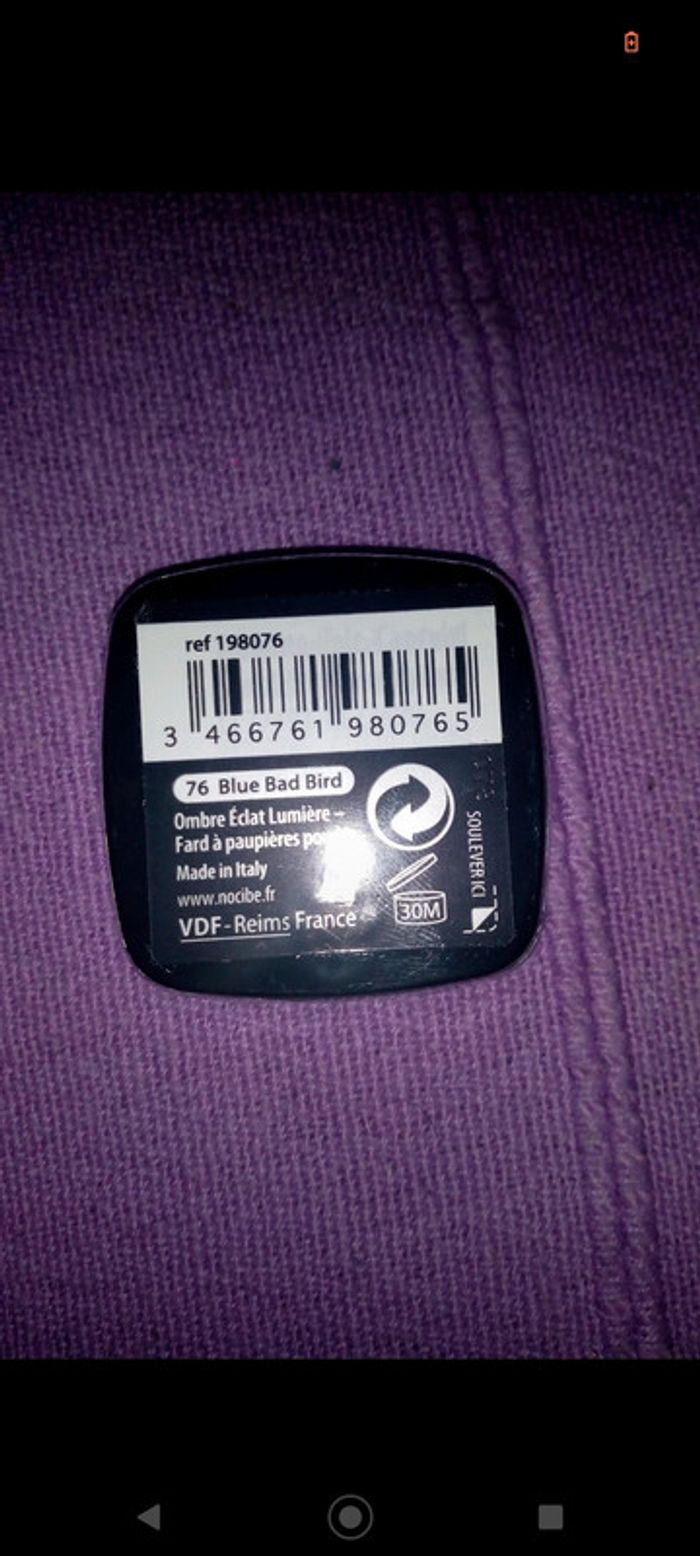 ref 198076
3 466761 980765
76 Blue Bad Bird
Ombre Éclat Lumière –
Fard à paupières
Made in Italy
www.nocibe.fr
VDF - Reims France
30M
SOULEVER ICI